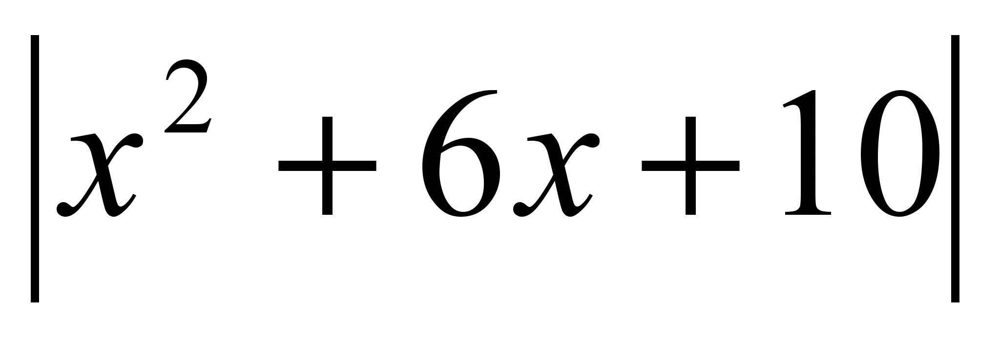 |x² + 6x + 10|